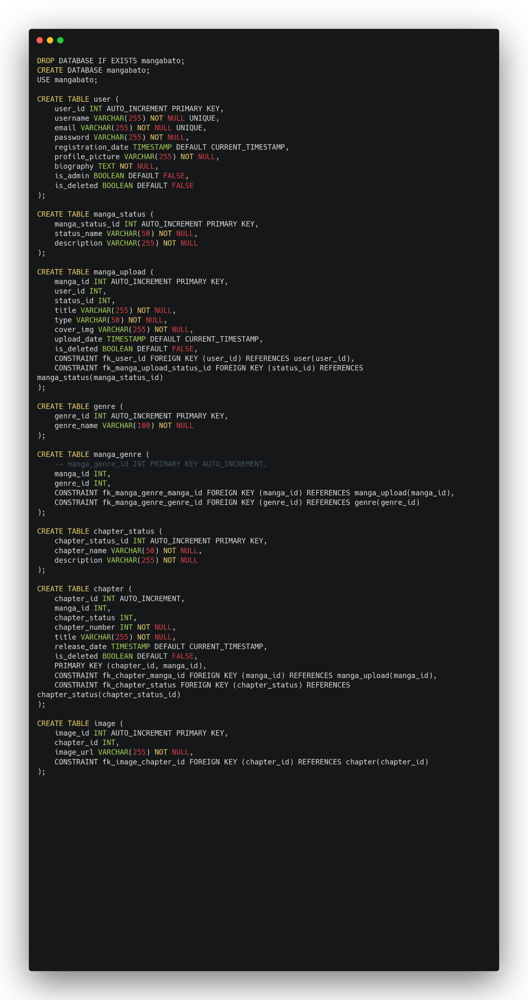 DROP DATABASE IF EXISTS mangabato;
CREATE DATABASE mangabato;
USE mangabato;

CREATE TABLE user (
    user_id INT AUTO_INCREMENT PRIMARY KEY,
    username VARCHAR(255) NOT NULL UNIQUE,
    email VARCHAR(255) NOT NULL UNIQUE,
    password VARCHAR(255) NOT NULL,
    registration_date TIMESTAMP DEFAULT CURRENT_TIMESTAMP,
    profile_picture VARCHAR(255) NOT NULL,
    biography TEXT NOT NULL,
    is_admin BOOLEAN DEFAULT FALSE,
    is_deleted BOOLEAN DEFAULT FALSE
);

CREATE TABLE manga_status (
    manga_status_id INT AUTO_INCREMENT PRIMARY KEY,
    status_name VARCHAR(50) NOT NULL,
    description VARCHAR(255) NOT NULL
);

CREATE TABLE manga_upload (
    manga_id INT AUTO_INCREMENT PRIMARY KEY,
    user_id INT,
    status_id INT,
    title VARCHAR(255) NOT NULL,
    type VARCHAR(50) NOT NULL,
    cover_img VARCHAR(255) NOT NULL,
    upload_date TIMESTAMP DEFAULT CURRENT_TIMESTAMP,
    is_deleted BOOLEAN DEFAULT FALSE,
    CONSTRAINT fk_user_id FOREIGN KEY (user_id) REFERENCES user(user_id),
    CONSTRAINT fk_manga_upload_status_id FOREIGN KEY (status_id) REFERENCES
manga_status(manga_status_id)
);

CREATE TABLE genre (
    genre_id INT AUTO_INCREMENT PRIMARY KEY,
    genre_name VARCHAR(100) NOT NULL
);

CREATE TABLE manga_genre (
    -- manga_genre_id INT PRIMARY KEY AUTO_INCREMENT,
    manga_id INT,
    genre_id INT,
    CONSTRAINT fk_manga_genre_manga_id FOREIGN KEY (manga_id) REFERENCES manga_upload(manga_id),
    CONSTRAINT fk_manga_genre_genre_id FOREIGN KEY (genre_id) REFERENCES genre(genre_id)
);

CREATE TABLE chapter_status (
    chapter_status_id INT AUTO_INCREMENT PRIMARY KEY,
    chapter_name VARCHAR(50) NOT NULL,
    description VARCHAR(255) NOT NULL
);

CREATE TABLE chapter (
    chapter_id INT AUTO_INCREMENT,
    manga_id INT,
    chapter_status INT,
    chapter_number INT NOT NULL,
    title VARCHAR(255) NOT NULL,
    release_date TIMESTAMP DEFAULT CURRENT_TIMESTAMP,
    is_deleted BOOLEAN DEFAULT FALSE,
    PRIMARY KEY (chapter_id, manga_id),
    CONSTRAINT fk_chapter_manga_id FOREIGN KEY (manga_id) REFERENCES manga_upload(manga_id),
    CONSTRAINT fk_chapter_status FOREIGN KEY (chapter_status) REFERENCES
chapter_status(chapter_status_id)
);

CREATE TABLE image (
    image_id INT AUTO_INCREMENT PRIMARY KEY,
    chapter_id INT,
    image_url VARCHAR(255) NOT NULL,
    CONSTRAINT fk_image_chapter_id FOREIGN KEY (chapter_id) REFERENCES chapter(chapter_id)
);